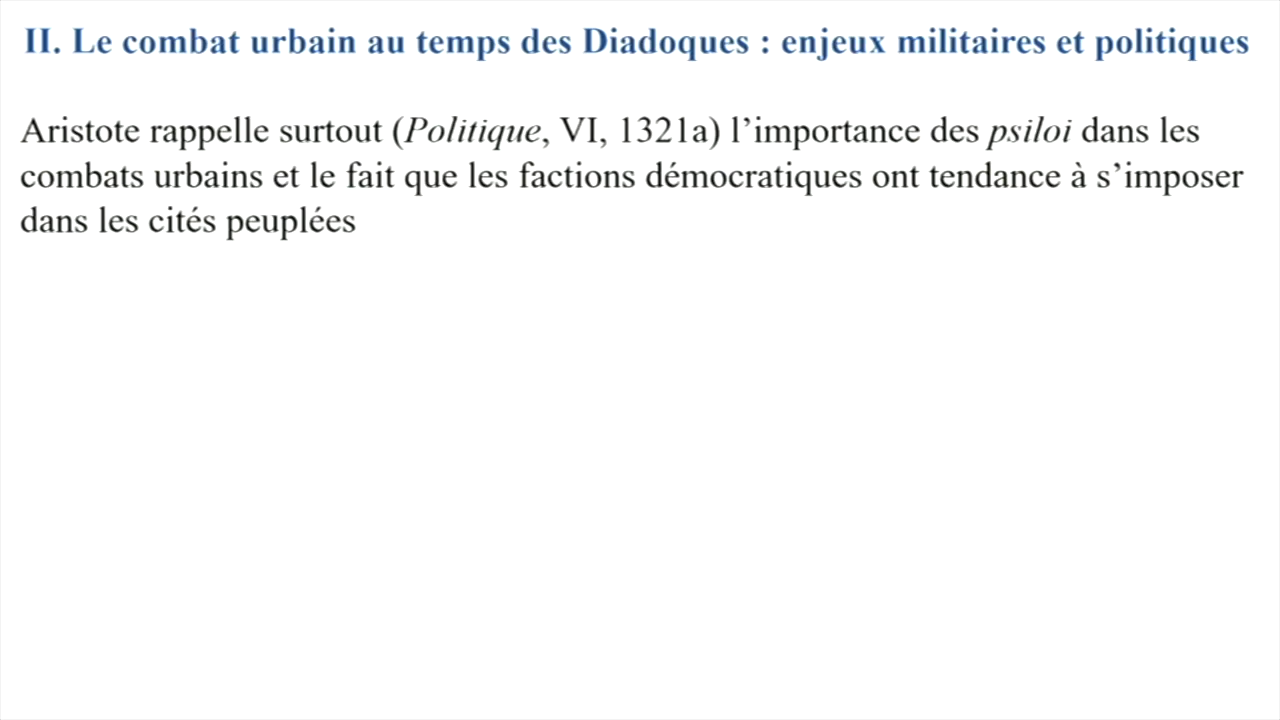 II. Le combat urbain au temps des Diadoques : enjeux militaires et politiques
Aristote rappelle surtout (Politique, VI, 1321a) l’importance des psiloi dans les
combats urbains et le fait que les factions démocratiques ont tendance à s’imposer
dans les cités peuplées